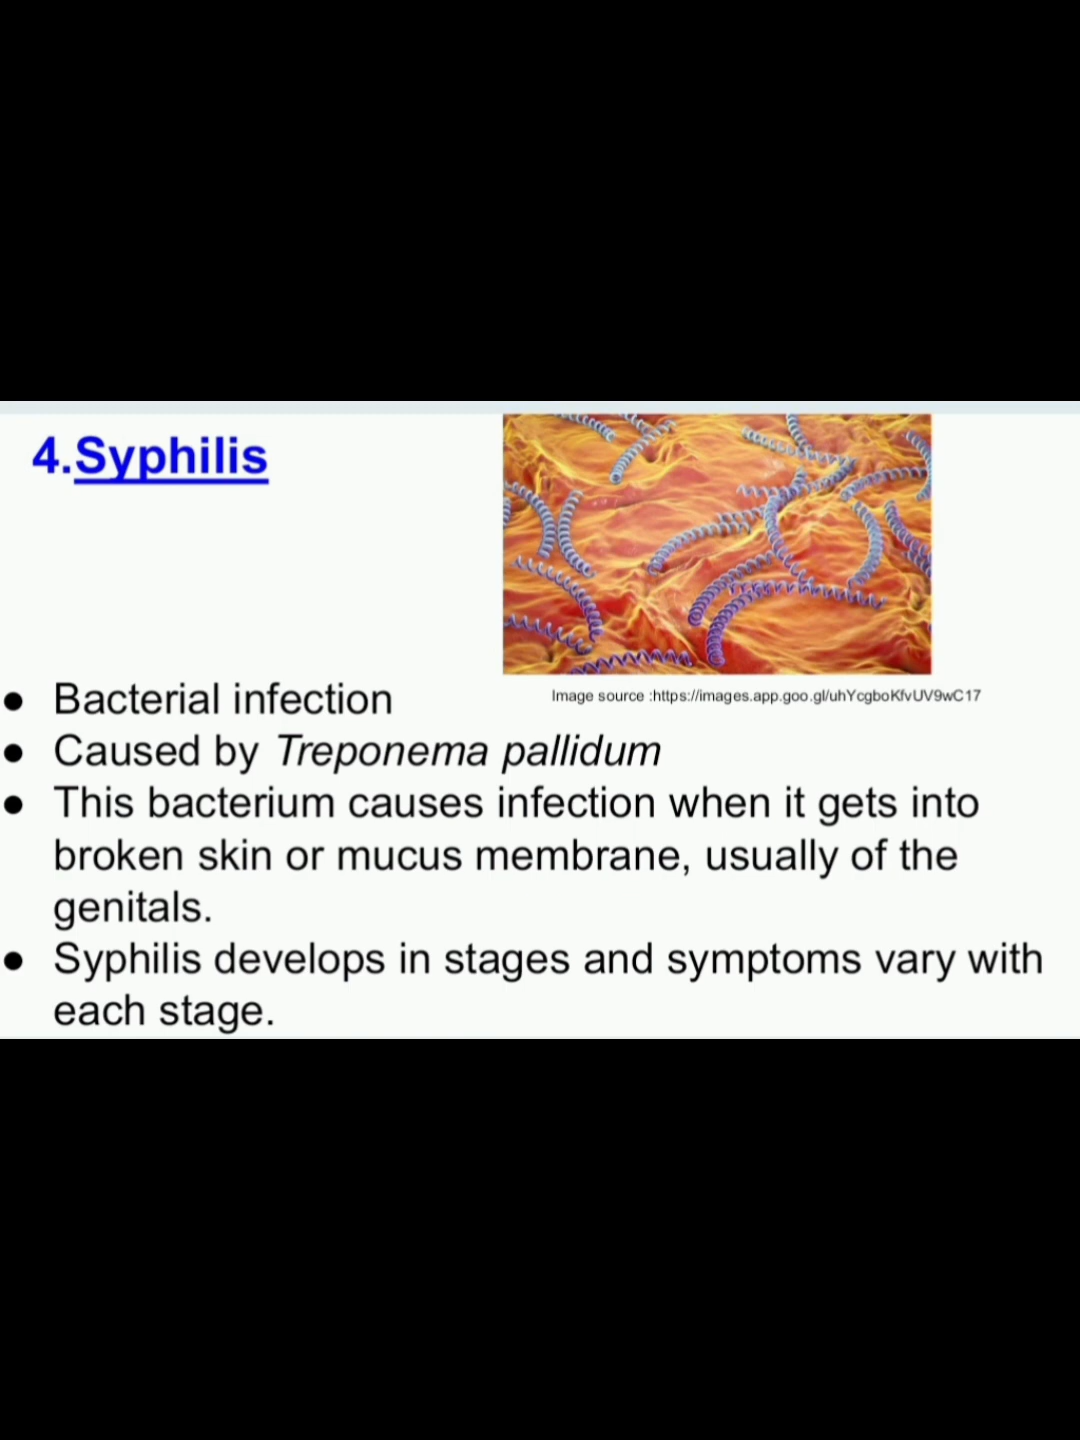 4.Syphilis
Image source :https://images.app.goo.gl/uhYcgboKfvUV9wC17
● Bacterial infection
● Caused by Treponema pallidum
● This bacterium causes infection when it gets into
broken skin or mucus membrane, usually of the
genitals.
● Syphilis develops in stages and symptoms vary with
each stage.